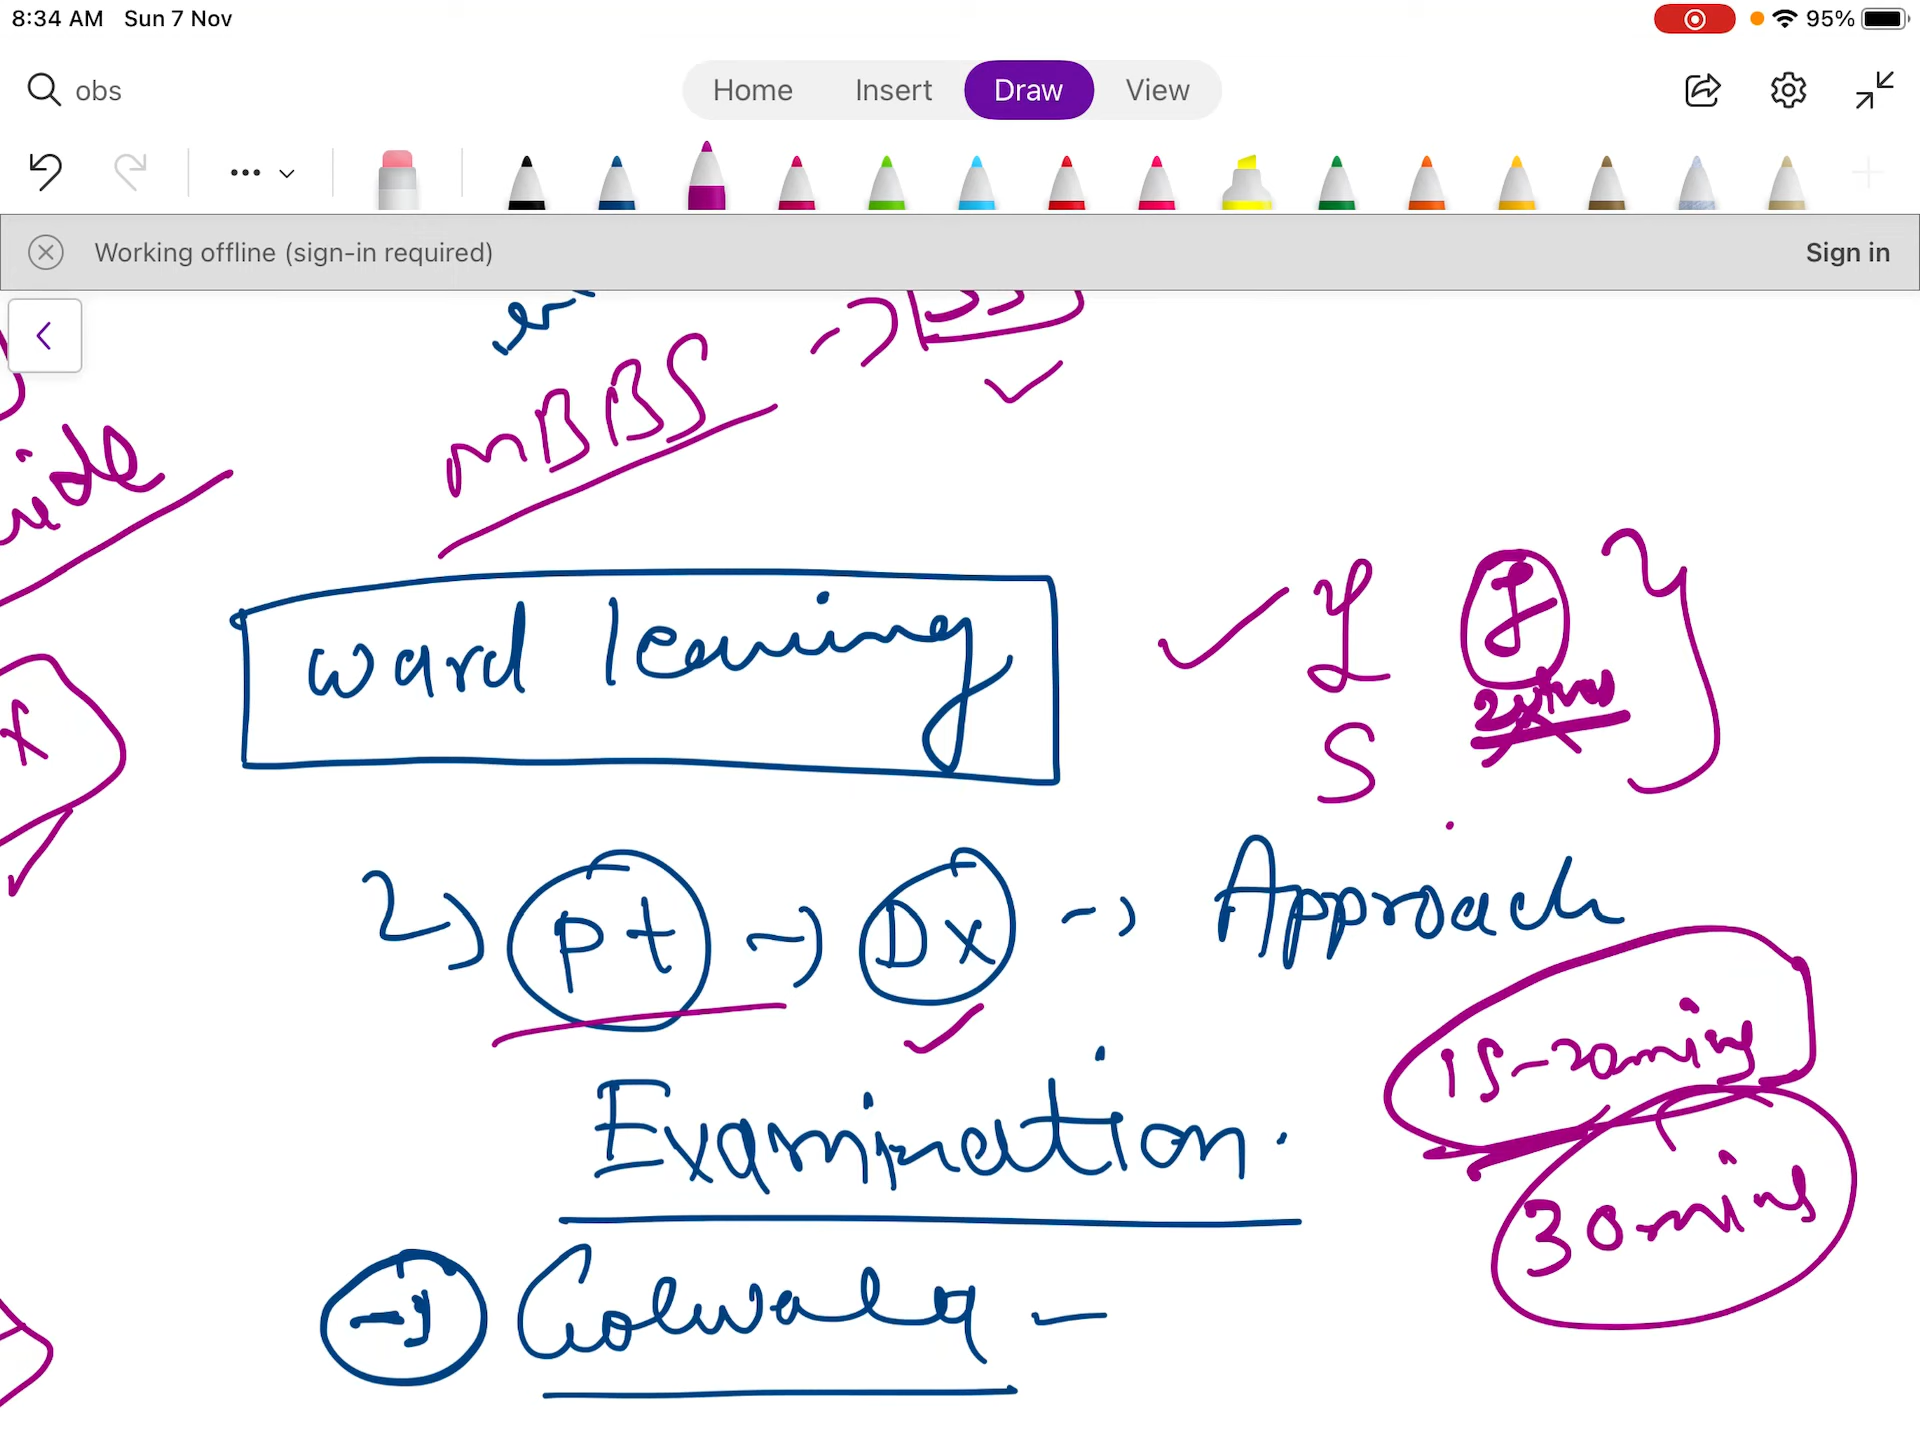 8:34 AM Sun 7 Nov
95%
obs
Home Insert Draw View
Working offline (sign-in required)
Sign in
mBBS
ward learning
S
2) pt → Dx → Approach
15-20 mins
Examination.
30 mins
→ Golwala -